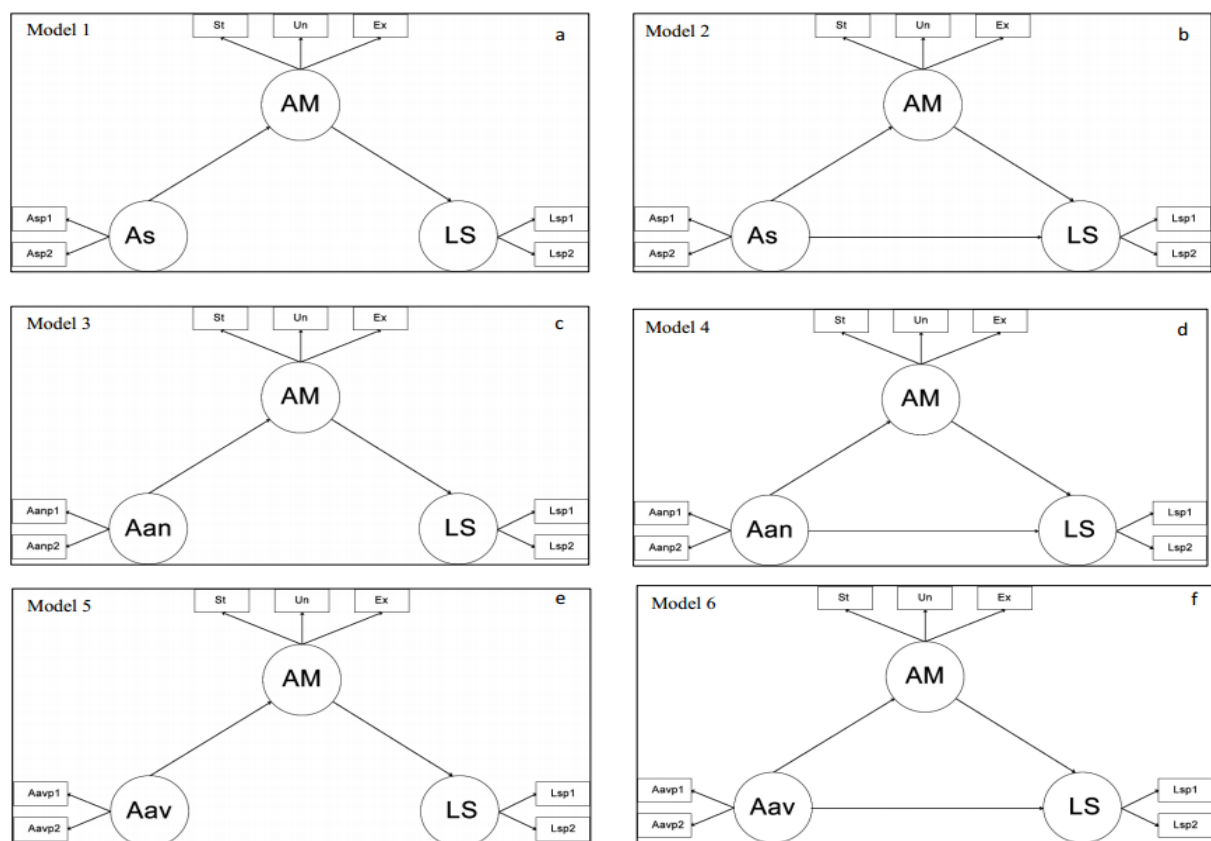 Model 1
a
St
Un
Ex
AM
Asp1
Asp2
As
LS
Lsp1
Lsp2
Model 2
b
St
Un
Ex
AM
Asp1
Asp2
As
LS
Lsp1
Lsp2
Model 3
c
St
Un
Ex
AM
Aanp1
Aanp2
Aan
LS
Lsp1
Lsp2
Model 4
d
St
Un
Ex
AM
Aanp1
Aanp2
Aan
LS
Lsp1
Lsp2
Model 5
e
St
Un
Ex
AM
Aavp1
Aavp2
Aav
LS
Lsp1
Lsp2
Model 6
f
St
Un
Ex
AM
Aavp1
Aavp2
Aav
LS
Lsp1
Lsp2